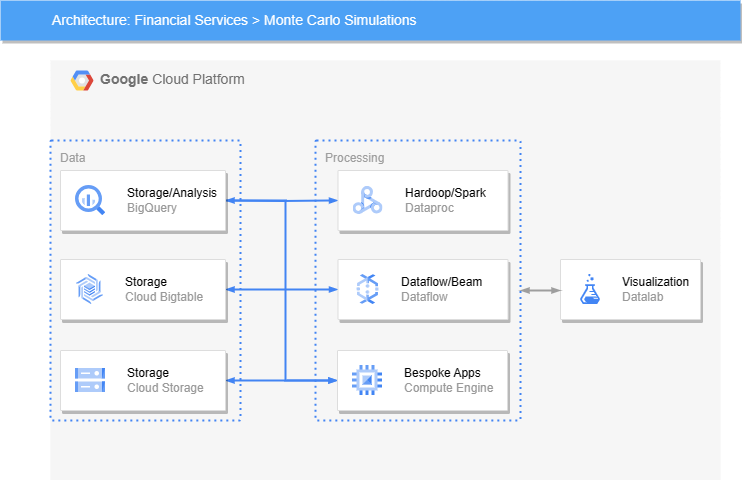 Architecture: Financial Services > Monte Carlo Simulations
Google Cloud Platform
Data
Processing
Storage/Analysis
BigQuery
Hardoop/Spark
Dataproc
Storage
Cloud Bigtable
Dataflow/Beam
Dataflow
Visualization
Datalab
Storage
Cloud Storage
Bespoke Apps
Compute Engine